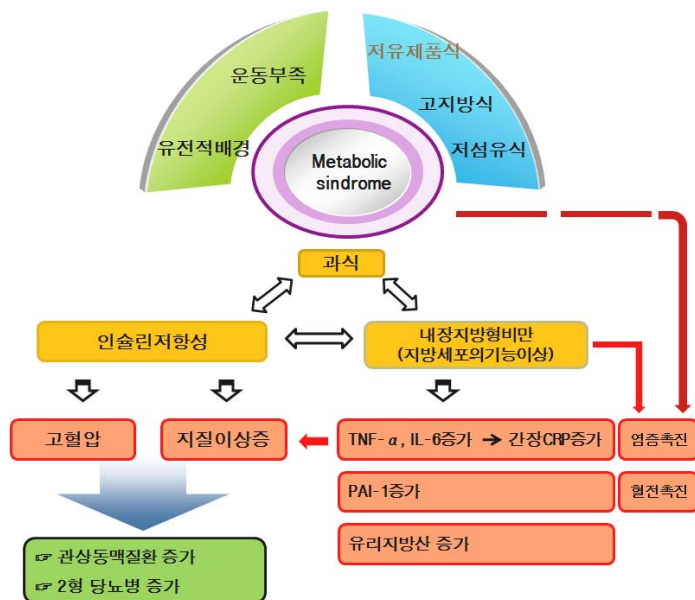 저유제품식
운동부족
고지방식
유전적배경
저섬유식
Metabolic
sindrome
과식
인슐린저항성
내장지방형비만
(지방세포의기능이상)
고혈압
지질이상증
TNF-α, IL-6증가 → 간장CRP증가
염증촉진
PAI-1증가
혈전촉진
유리지방산 증가
☞ 관상동맥질환 증가
☞ 2형 당뇨병 증가